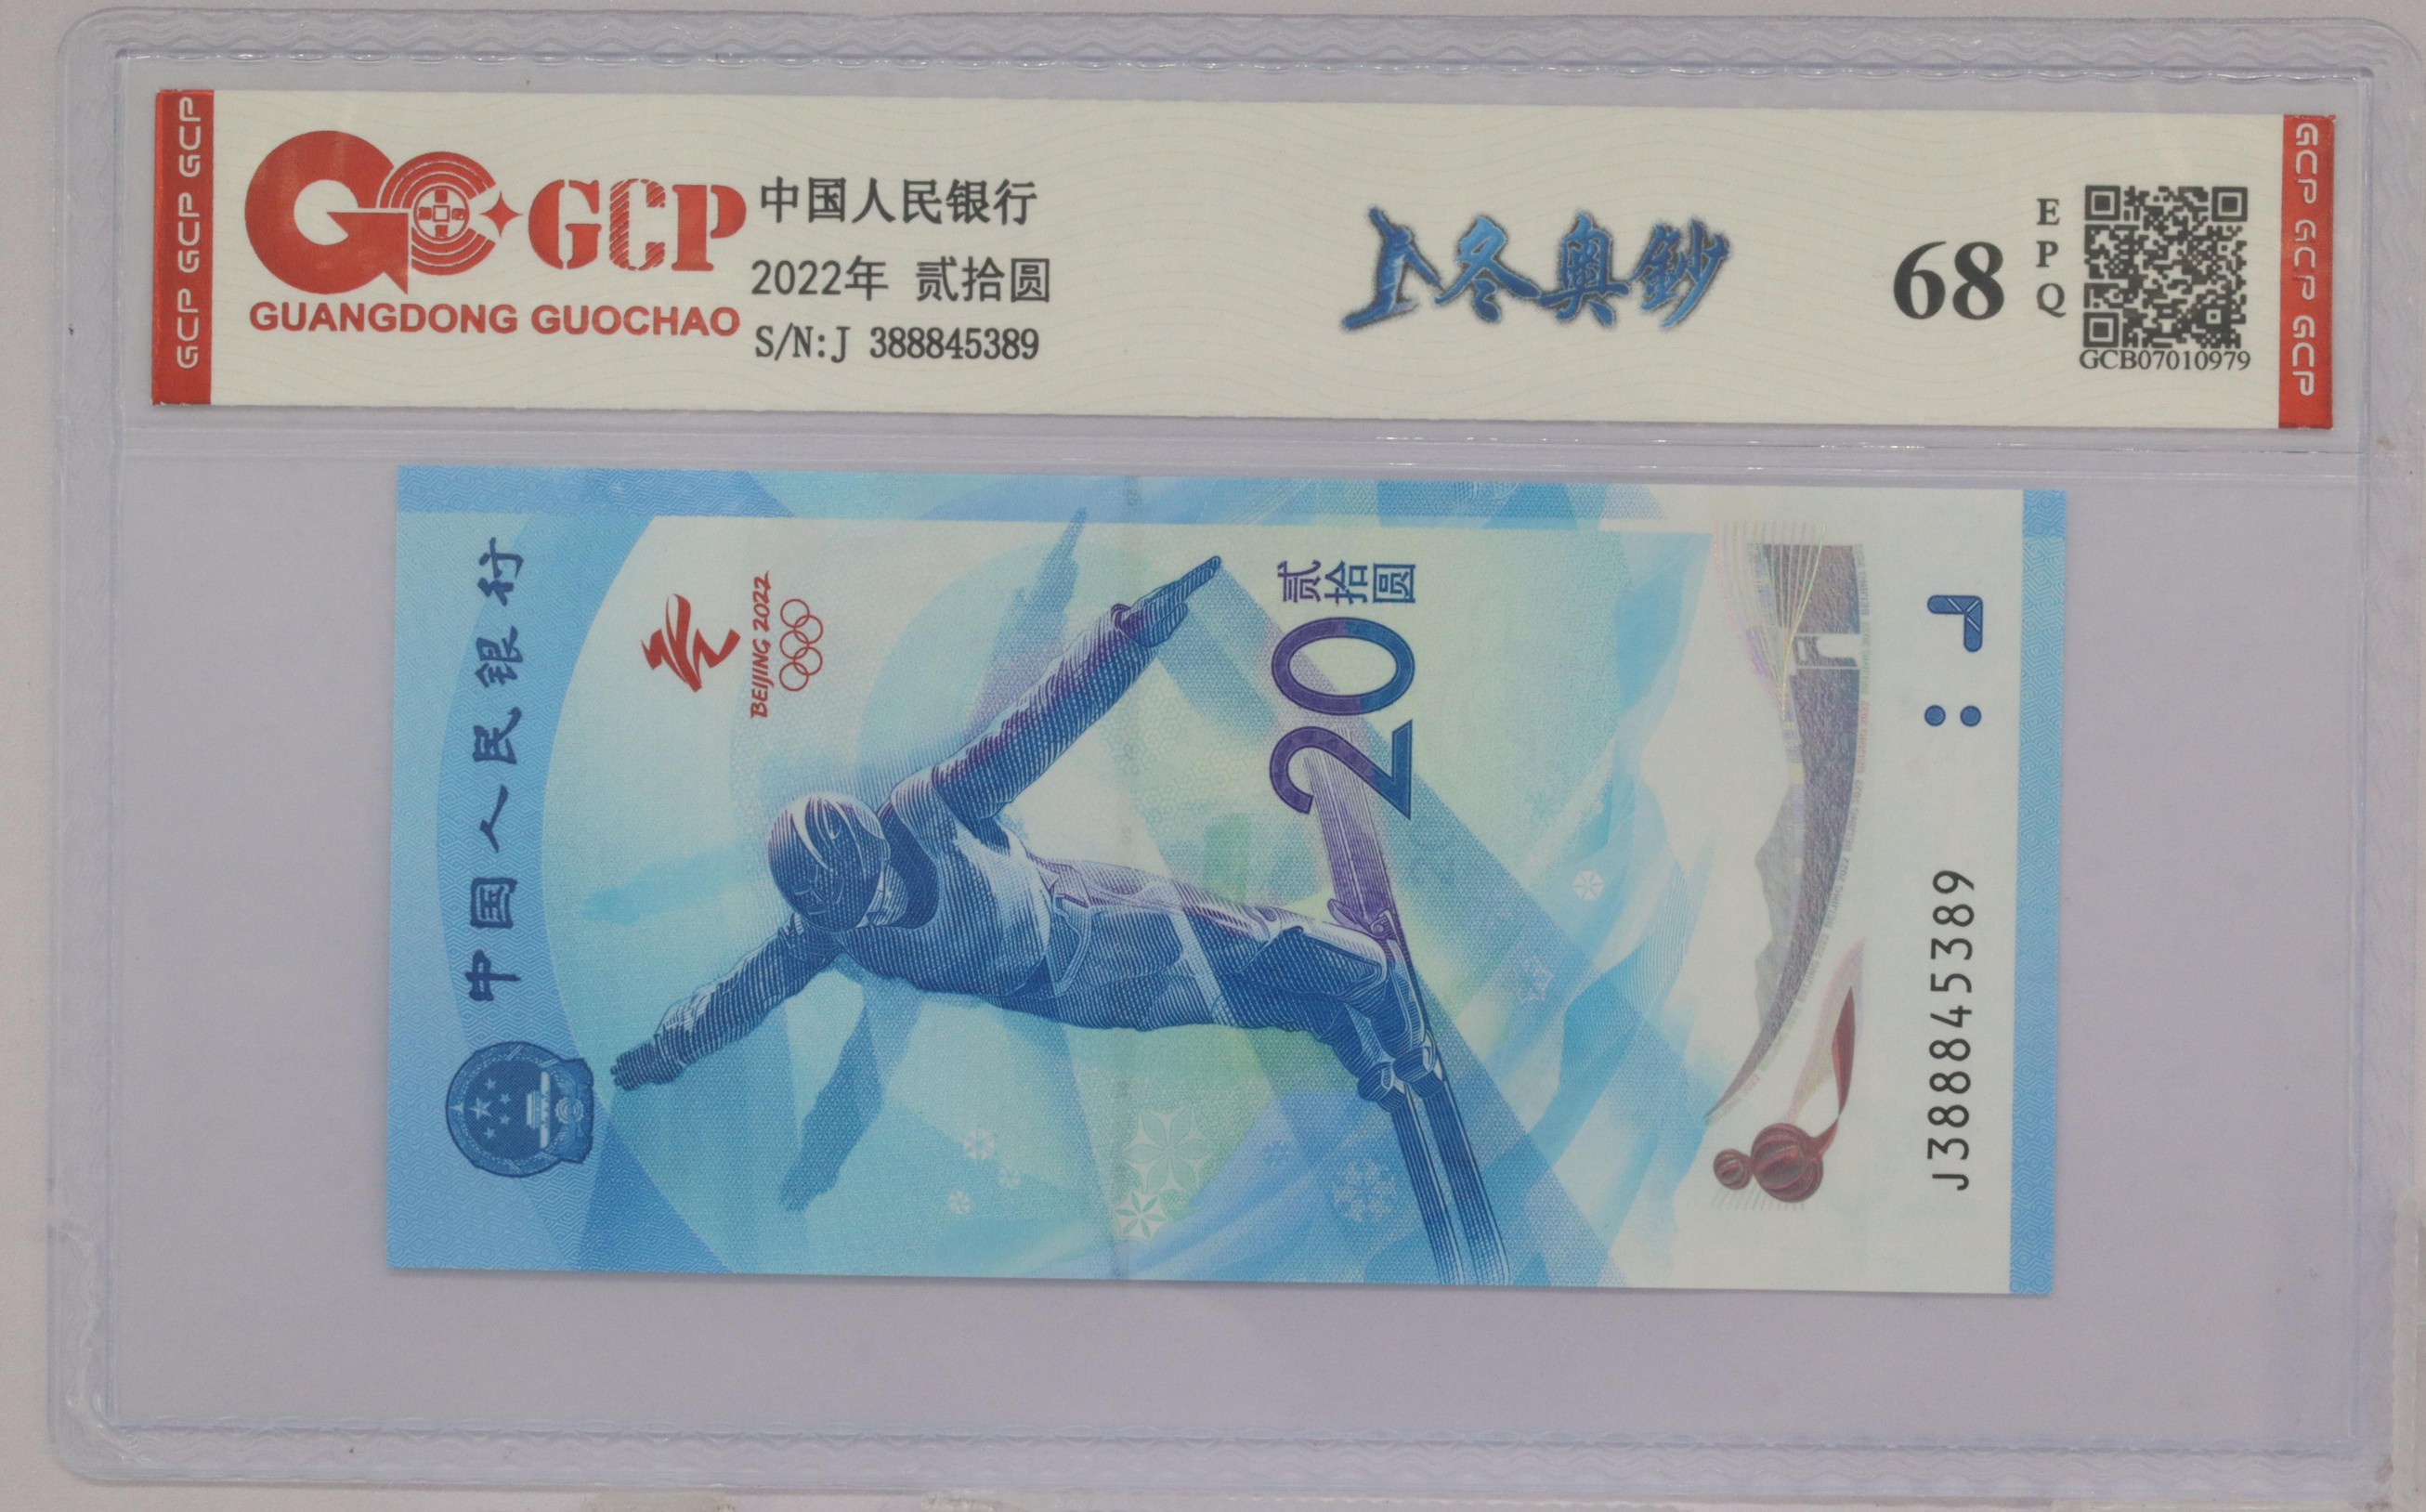 GCP GCP GCP
GCP
GUANGDONG GUOCHAO
中国人民银行
2022年 贰拾圆
S/N:J 388845389
冬奥鈔
68
EPQ
GCB07010979
GCP GCP GCP
中国人民银行
BEIJING 2022
贰拾圆
20
J388845389